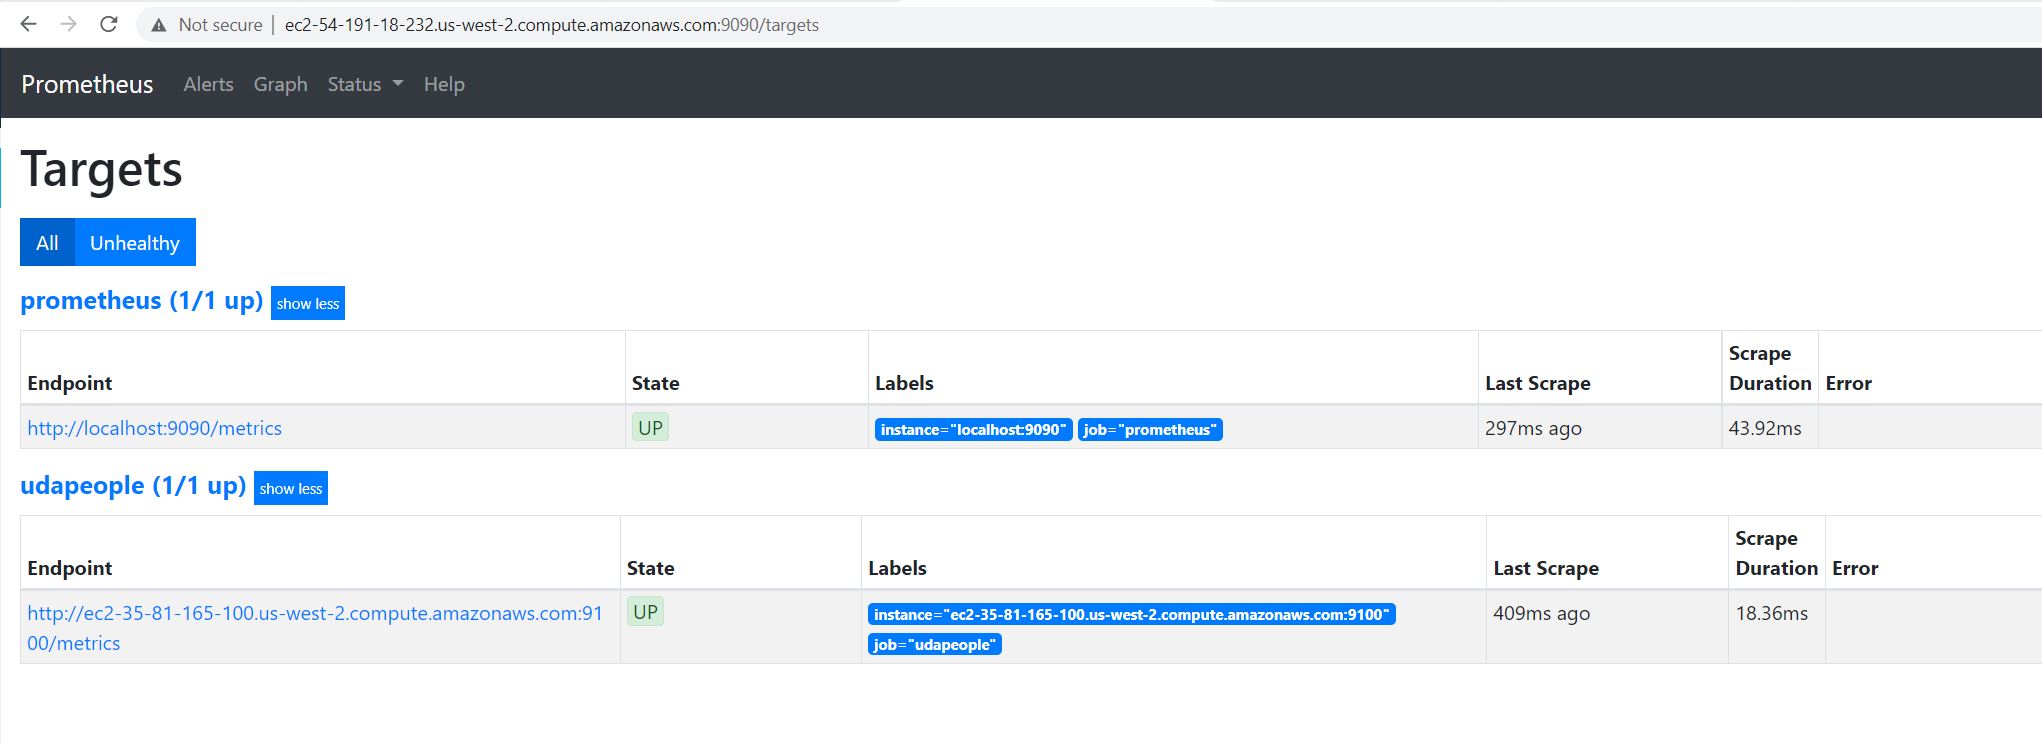 Not secure | ec2-54-191-18-232.us-west-2.compute.amazonaws.com:9090/targets
Prometheus Alerts Graph Status Help
Targets
All Unhealthy
prometheus (1/1 up) show less
Endpoint State Labels Last Scrape Scrape Duration Error
http://localhost:9090/metrics UP instance="localhost:9090" job="prometheus" 297ms ago 43.92ms
udapeople (1/1 up) show less
Endpoint State Labels Last Scrape Scrape Duration Error
http://ec2-35-81-165-100.us-west-2.compute.amazonaws.com:91 UP instance="ec2-35-81-165-100.us-west-2.compute.amazonaws.com:9100" 409ms ago 18.36ms
00/metrics job="udapeople"